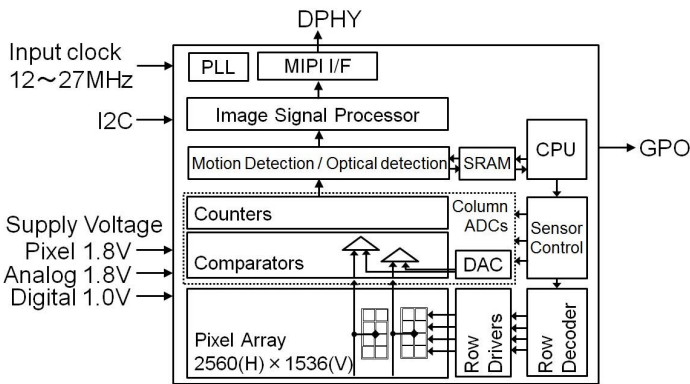 DPHY
Input clock
12～27MHz
PLL
MIPI I/F
I2C
Image Signal Processor
Motion Detection / Optical detection
SRAM
CPU
GPO
Counters
Column
ADCs
Supply Voltage
Pixel 1.8V
Analog 1.8V
Digital 1.0V
Comparators
DAC
Sensor
Control
Pixel Array
2560(H) × 1536(V)
Row
Drivers
Row
Decoder